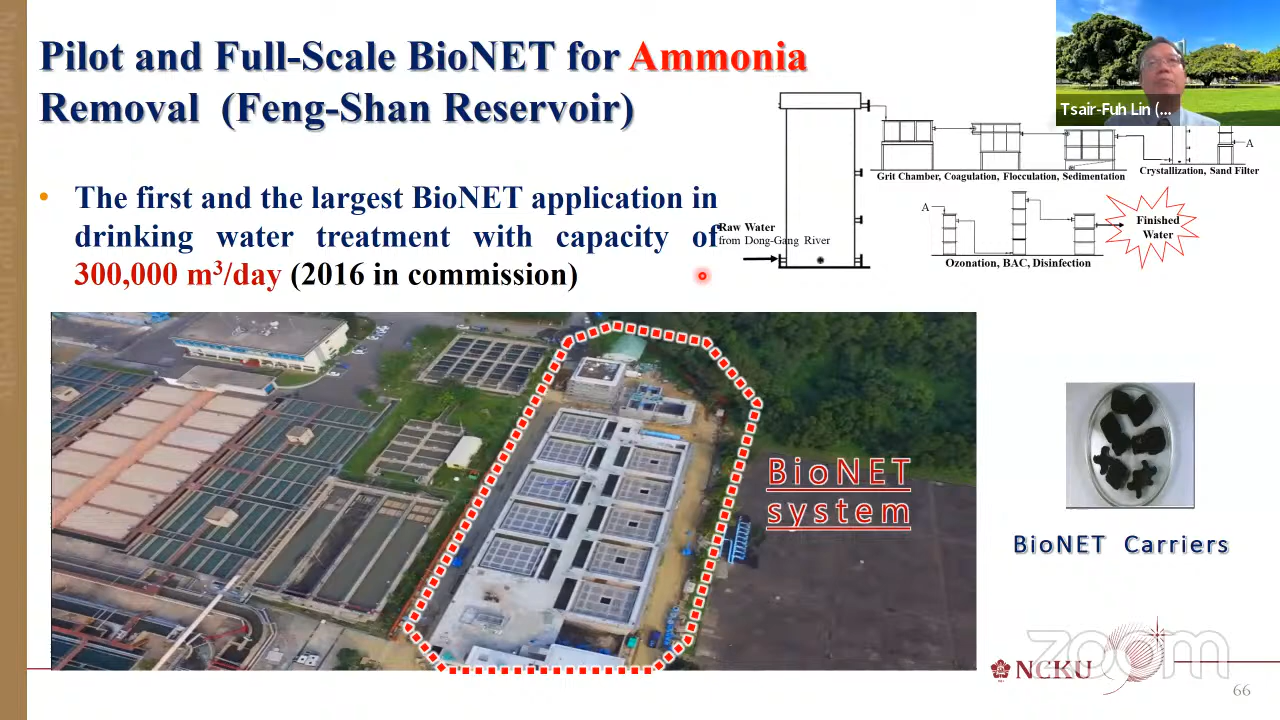 Pilot and Full-Scale BioNET for Ammonia
Removal (Feng-Shan Reservoir)
Tsair-Fuh Lin (...
• The first and the largest BioNET application in
drinking water treatment with capacity of
300,000 m³/day (2016 in commission)
Grit Chamber, Coagulation, Flocculation, Sedimentation
A
Crystallization, Sand Filter
Raw Water
from Dong-Gang River
A
Finished
Water
Ozonation, BAC, Disinfection
BioNET
system
BioNET Carriers
zoom
NCKU
66